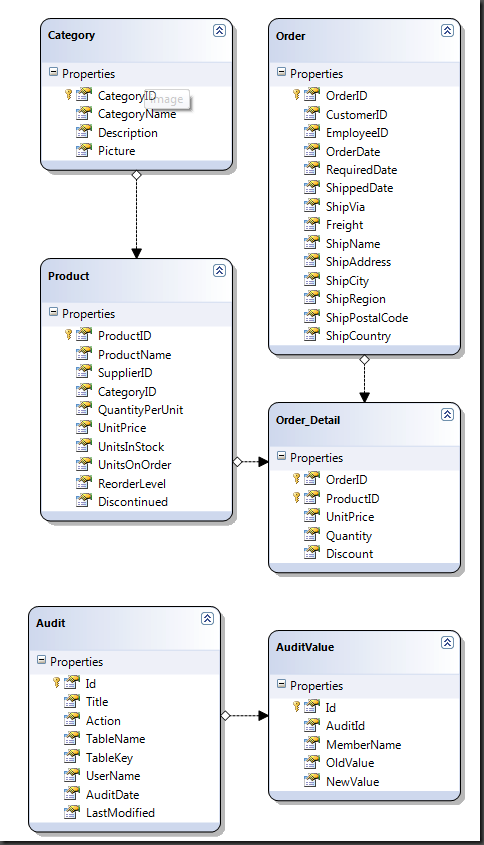 Category
Properties
CategoryID
Image
CategoryName
Description
Picture
Order
Properties
OrderID
CustomerID
EmployeeID
OrderDate
RequiredDate
ShippedDate
ShipVia
Freight
ShipName
ShipAddress
ShipCity
ShipRegion
ShipPostalCode
ShipCountry
Product
Properties
ProductID
ProductName
SupplierID
CategoryID
QuantityPerUnit
UnitPrice
UnitsInStock
UnitsOnOrder
ReorderLevel
Discontinued
Order_Detail
Properties
OrderID
ProductID
UnitPrice
Quantity
Discount
Audit
Properties
Id
Title
Action
TableName
TableKey
UserName
AuditDate
LastModified
AuditValue
Properties
Id
AuditId
MemberName
OldValue
NewValue